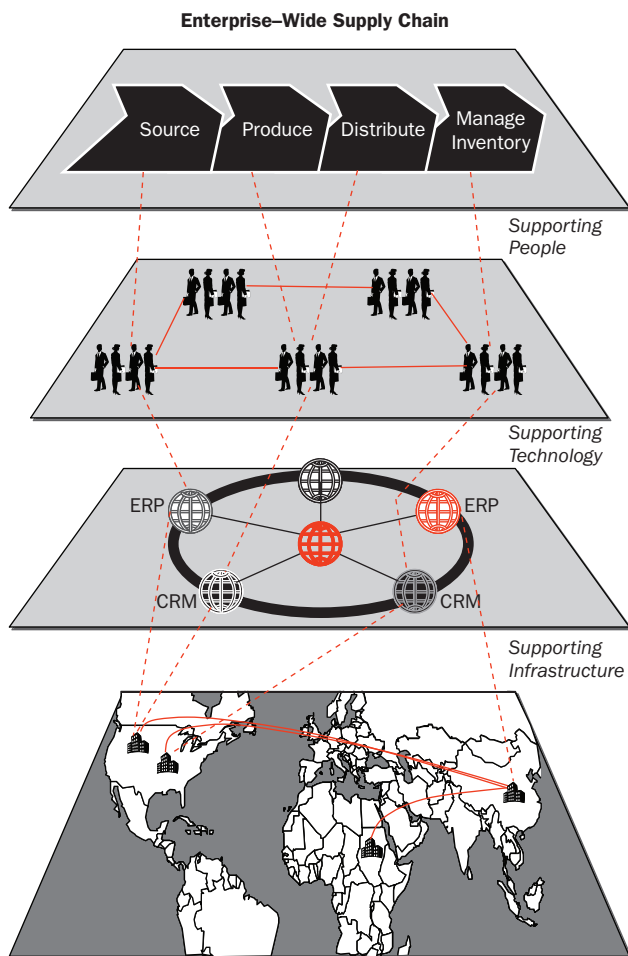 Enterprise–Wide Supply Chain
Source
Produce
Distribute
Manage
Inventory
Supporting
People
Supporting
Technology
ERP
ERP
CRM
CRM
Supporting
Infrastructure